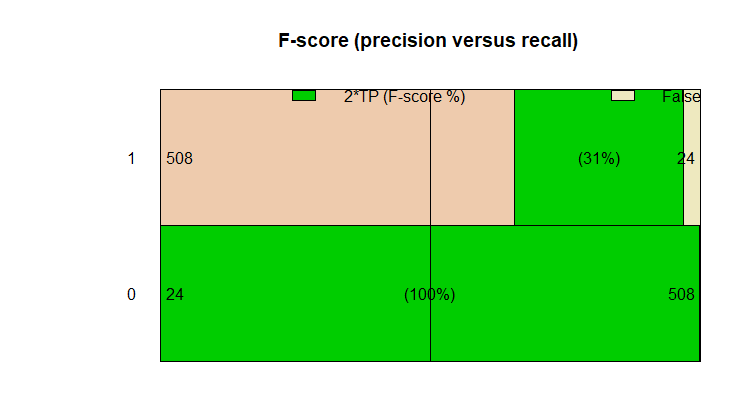 F-score (precision versus recall)
2*TP (F-score %) False
1 508 (31%) 24
0 24 (100%) 508